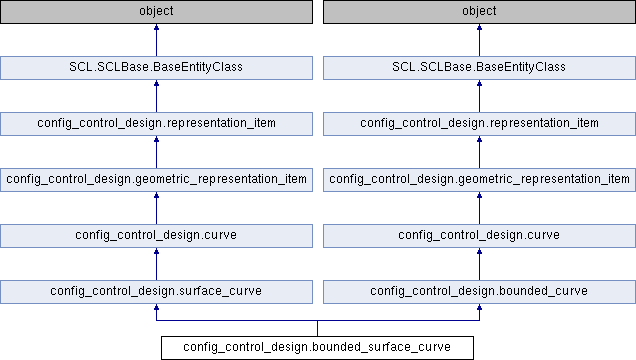 object
object
SCL.SCLBase.BaseEntityClass
SCL.SCLBase.BaseEntityClass
config_control_design.representation_item
config_control_design.representation_item
config_control_design.geometric_representation_item
config_control_design.geometric_representation_item
config_control_design.curve
config_control_design.curve
config_control_design.surface_curve
config_control_design.bounded_curve
config_control_design.bounded_surface_curve